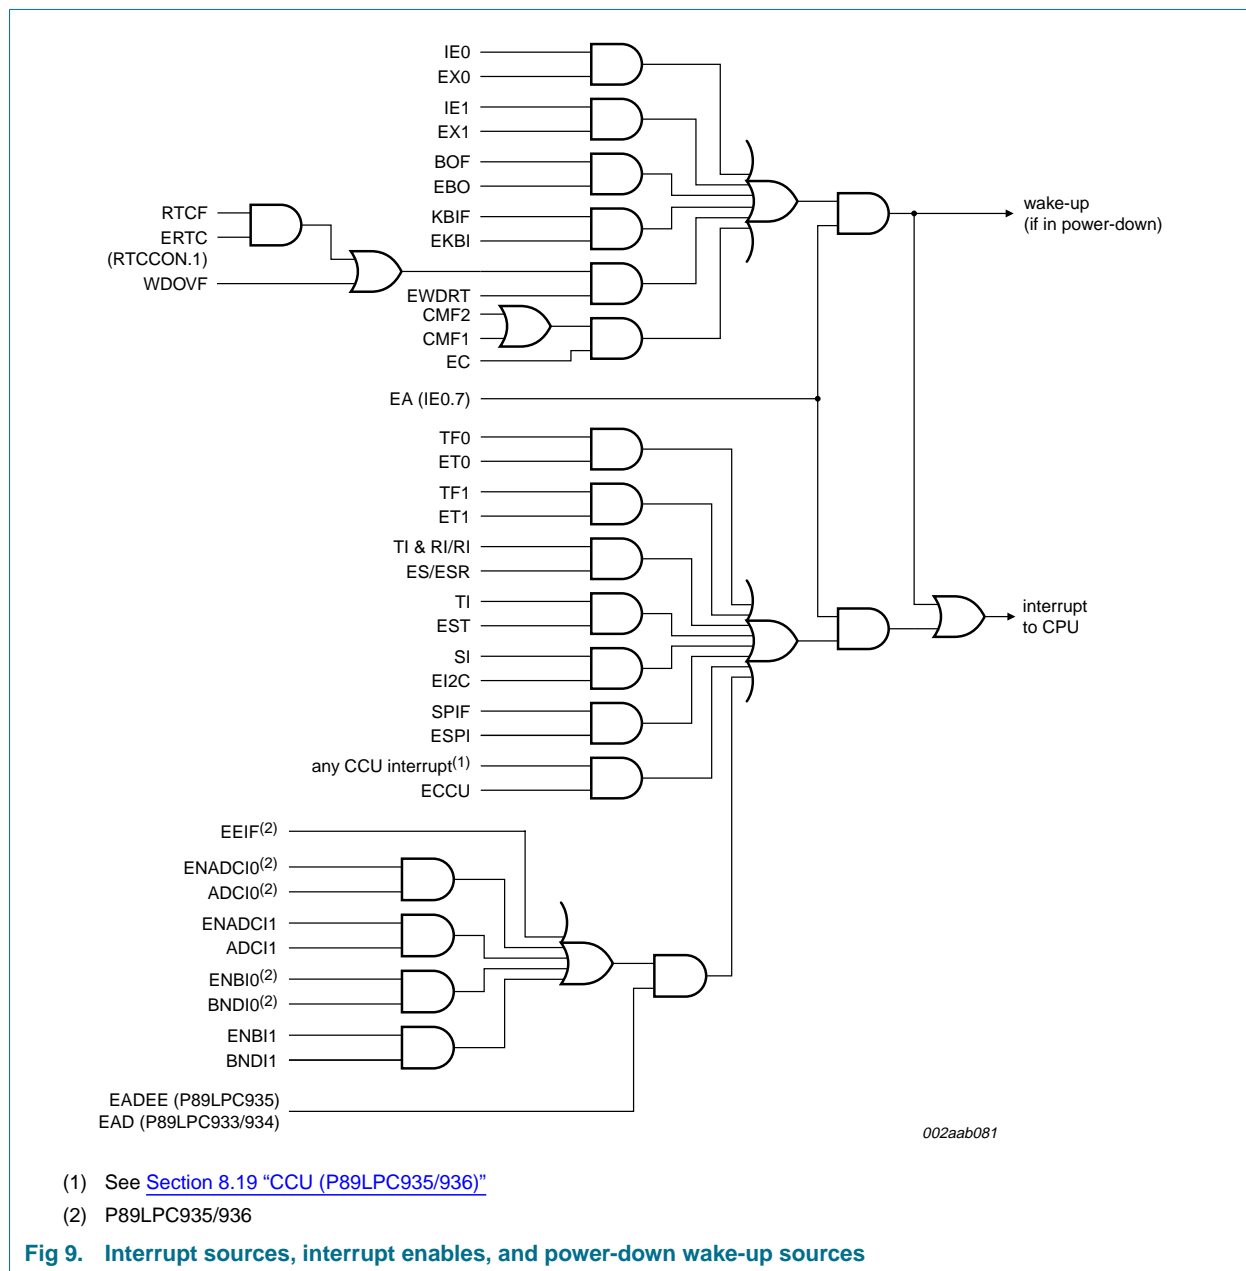 IE0
EX0
IE1
EX1
BOF
EBO
RTCF
KBIF
ERTC
EKBI
(RTCCON.1)
WDOVF
EWDRT
CMF2
CMF1
EC
wake-up
(if in power-down)
EA (IE0.7)
TF0
ET0
TF1
ET1
TI & RI/RI
ES/ESR
TI
EST
interrupt
to CPU
SI
EI2C
SPIF
ESPI
any CCU interrupt(1)
ECCU
EEIF(2)
ENADCI0(2)
ADCI0(2)
ENADCI1
ADCI1
ENBI0(2)
BNDI0(2)
ENBI1
BNDI1
EADEE (P89LPC935)
EAD (P89LPC933/934)
002aab081
(1) See Section 8.19 “CCU (P89LPC935/936)”
(2) P89LPC935/936
Fig 9. Interrupt sources, interrupt enables, and power-down wake-up sources